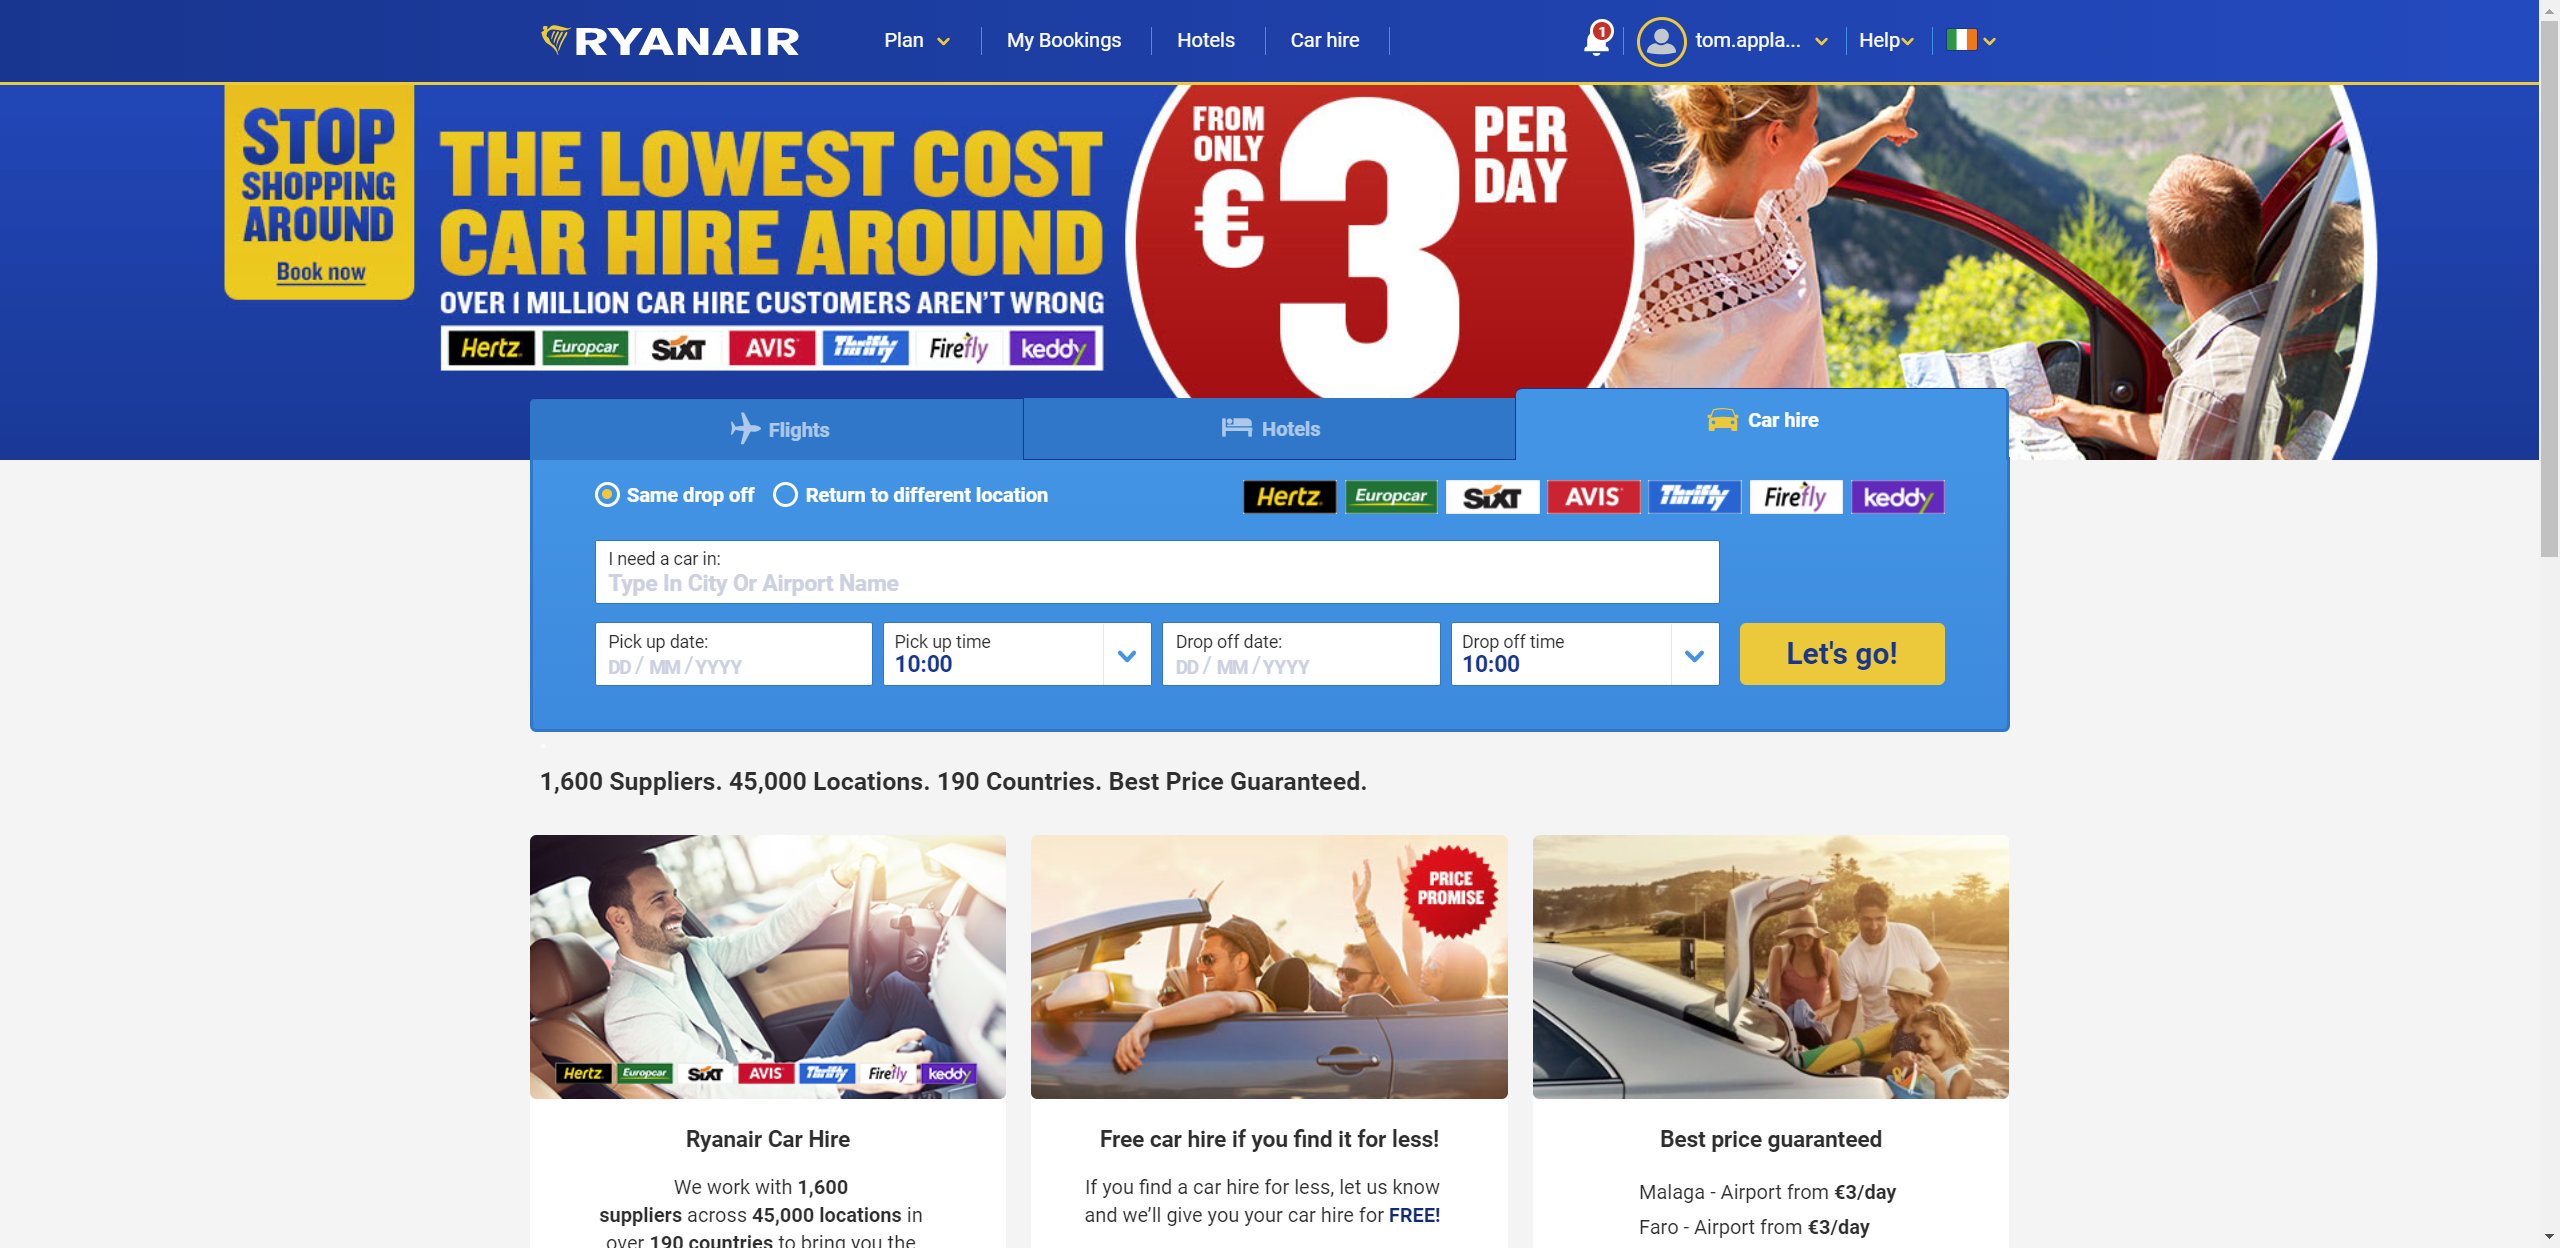 RYANAIR
Plan
My Bookings
Hotels
Car hire
1
tom.appla...
Help
STOP
SHOPPING
AROUND
Book now
THE LOWEST COST
CAR HIRE AROUND
OVER 1 MILLION CAR HIRE CUSTOMERS AREN'T WRONG
Hertz Europcar SIXT AVIS Thrifty Firefly keddy
FROM
ONLY
€3
PER
DAY
Flights
Hotels
Car hire
Same drop off
Return to different location
Hertz Europcar SIXT AVIS Thrifty Firefly keddy
I need a car in:
Type In City Or Airport Name
Pick up date:
DD / MM / YYYY
Pick up time
10:00
Drop off date:
DD / MM / YYYY
Drop off time
10:00
Let's go!
1,600 Suppliers. 45,000 Locations. 190 Countries. Best Price Guaranteed.
Hertz Europcar SIXT AVIS Thrifty Firefly keddy
Ryanair Car Hire
We work with 1,600
suppliers across 45,000 locations in
over 190 countries to bring you the
PRICE
PROMISE
Free car hire if you find it for less!
If you find a car hire for less, let us know
and we’ll give you your car hire for FREE!
Best price guaranteed
Malaga - Airport from €3/day
Faro - Airport from €3/day